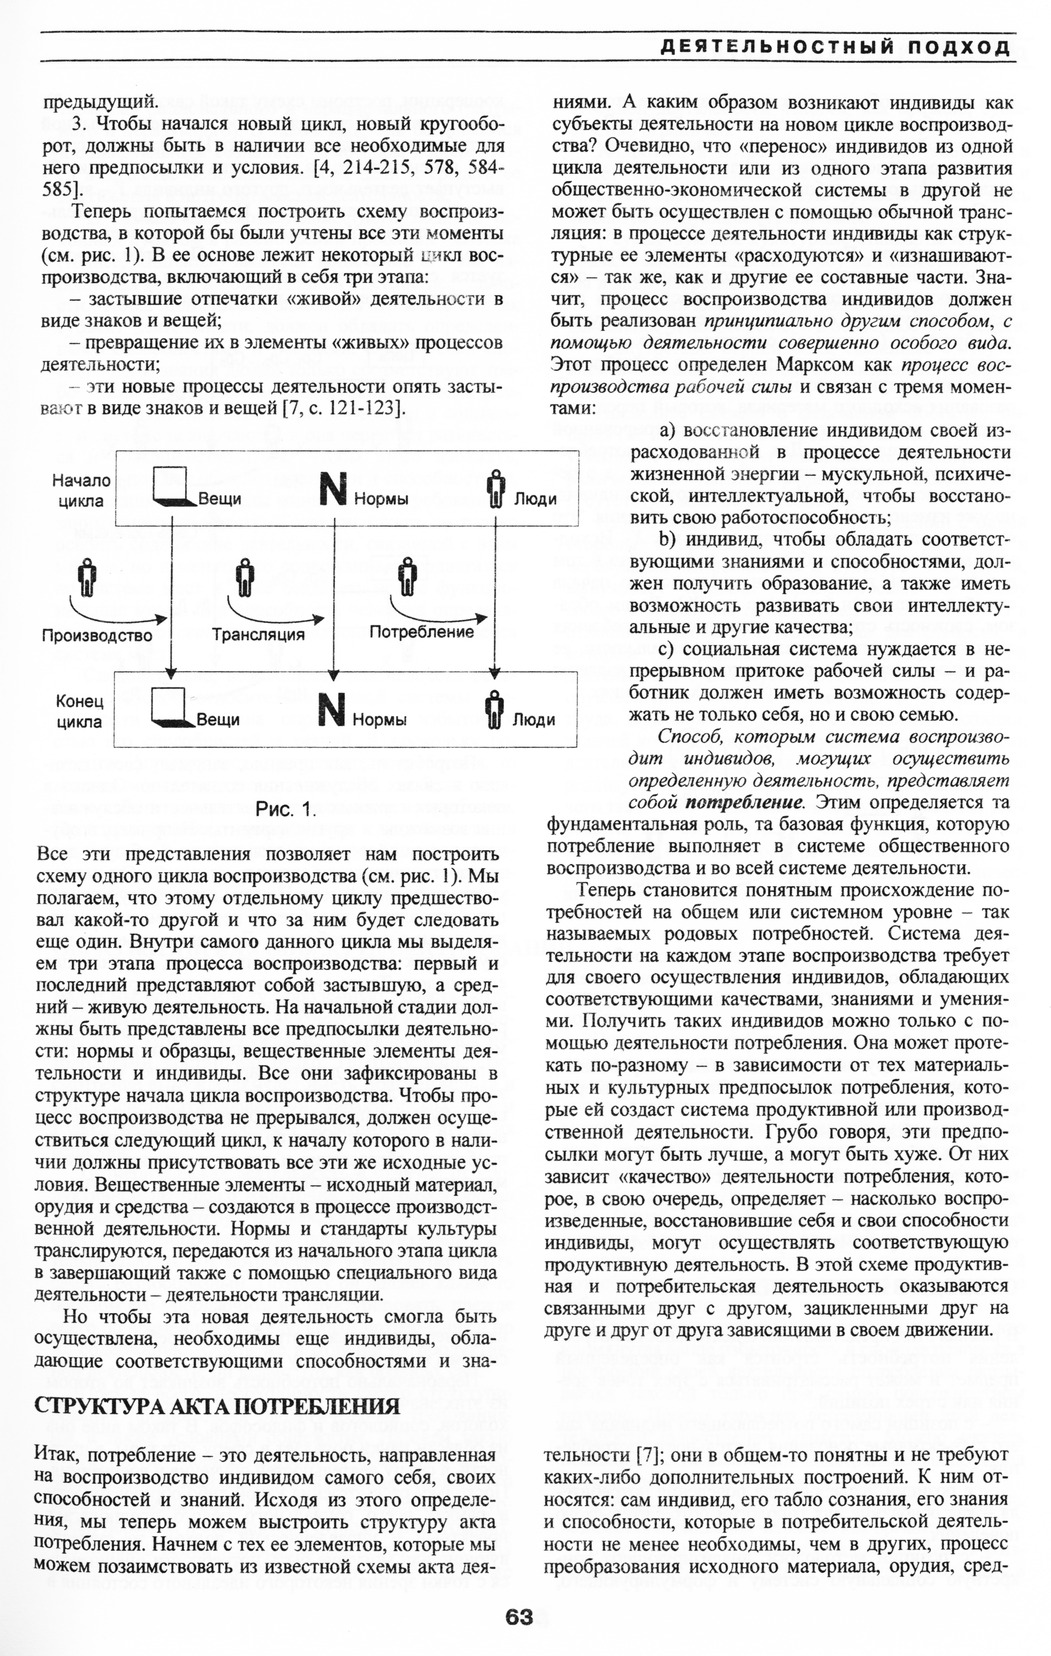 ДЕЯТЕЛЬНОСТНЫЙ ПОДХОД
предыдущий.
3. Чтобы начался новый цикл, новый кругообо-
рот, должны быть в наличии все необходимые для
него предпосылки и условия. [4, 214-215, 578, 584-
585].
Теперь попытаемся построить схему воспроиз-
водства, в которой бы были учтены все эти моменты
(см. рис. 1). В ее основе лежит некоторый цикл вос-
производства, включающий в себя три этапа:
– застывшие отпечатки «живой» деятельности в
виде знаков и вещей;
– превращение их в элементы «живых» процессов
деятельности;
– эти новые процессы деятельности опять засты-
вают в виде знаков и вещей [7, с. 121-123].
Начало
цикла
Вещи
N Нормы
Люди
Производство
Трансляция
Потребление
Конец
цикла
Вещи
N Нормы
Люди
Рис. 1.
Все эти представления позволяет нам построить
схему одного цикла воспроизводства (см. рис. 1). Мы
полагаем, что этому отдельному циклу предшество-
вал какой-то другой и что за ним будет следовать
еще один. Внутри самого данного цикла мы выделя-
ем три этапа процесса воспроизводства: первый и
последний представляют собой застывшую, а сред-
ний – живую деятельность. На начальной стадии дол-
жны быть представлены все предпосылки деятельно-
сти: нормы и образцы, вещественные элементы дея-
тельности и индивиды. Все они зафиксированы в
структуре начала цикла воспроизводства. Чтобы про-
цесс воспроизводства не прерывался, должен осуще-
ствиться следующий цикл, к началу которого в нали-
чии должны присутствовать все эти же исходные ус-
ловия. Вещественные элементы – исходный материал,
орудия и средства – создаются в процессе производст-
венной деятельности. Нормы и стандарты культуры
транслируются, передаются из начального этапа цикла
в завершающий также с помощью специального вида
деятельности – деятельности трансляции.
Но чтобы эта новая деятельность смогла быть
осуществлена, необходимы еще индивиды, обла-
дающие соответствующими способностями и зна-
ниями. А каким образом возникают индивиды как
субъекты деятельности на новом цикле воспроизвод-
ства? Очевидно, что «перенос» индивидов из одной
цикла деятельности или из одного этапа развития
общественно-экономической системы в другой не
может быть осуществлен с помощью обычной транс-
ляции: в процессе деятельности индивиды как струк-
турные ее элементы «расходуются» и «изнашивают-
ся» – так же, как и другие ее составные части. Зна-
чит, процесс воспроизводства индивидов должен
быть реализован принципиально другим способом, с
помощью деятельности совершенно особого вида.
Этот процесс определен Марксом как процесс вос-
производства рабочей силы и связан с тремя момен-
тами:
a) восстановление индивидом своей из-
расходованной в процессе деятельности
жизненной энергии – мускульной, психиче-
ской, интеллектуальной, чтобы восстано-
вить свою работоспособность;
b) индивид, чтобы обладать соответст-
вующими знаниями и способностями, дол-
жен получить образование, а также иметь
возможность развивать свои интеллекту-
альные и другие качества;
c) социальная система нуждается в не-
прерывном притоке рабочей силы – и ра-
ботник должен иметь возможность содер-
жать не только себя, но и свою семью.
Способ, которым система воспроизво-
дит индивидов, могущих осуществить
определенную деятельность, представляет
собой потребление. Этим определяется та
фундаментальная роль, та базовая функция, которую
потребление выполняет в системе общественного
воспроизводства и во всей системе деятельности.
Теперь становится понятным происхождение по-
требностей на общем или системном уровне – так
называемых родовых потребностей. Система дея-
тельности на каждом этапе воспроизводства требует
для своего осуществления индивидов, обладающих
соответствующими качествами, знаниями и умения-
ми. Получить таких индивидов можно только с по-
мощью деятельности потребления. Она может проте-
кать по-разному – в зависимости от тех материаль-
ных и культурных предпосылок потребления, кото-
рые ей создаст система продуктивной или производ-
ственной деятельности. Грубо говоря, эти предпо-
сылки могут быть лучше, а могут быть хуже. От них
зависит «качество» деятельности потребления, кото-
рое, в свою очередь, определяет – насколько воспро-
изведенные, восстановившие себя и свои способности
индивиды, могут осуществлять соответствующую
продуктивную деятельность. В этой схеме продуктив-
ная и потребительская деятельность оказываются
связанными друг с другом, зацикленными друг на
друге и друг от друга зависящими в своем движении.
СТРУКТУРА АКТА ПОТРЕБЛЕНИЯ
Итак, потребление – это деятельность, направленная
на воспроизводство индивидом самого себя, своих
способностей и знаний. Исходя из этого определе-
ния, мы теперь можем выстроить структуру акта
потребления. Начнем с тех ее элементов, которые мы
можем позаимствовать из известной схемы акта дея-
тельности [7]; они в общем-то понятны и не требуют
каких-либо дополнительных построений. К ним от-
носятся: сам индивид, его табло сознания, его знания
и способности, которые в потребительской деятель-
ности не менее необходимы, чем в других, процесс
преобразования исходного материала, орудия, сред-
63